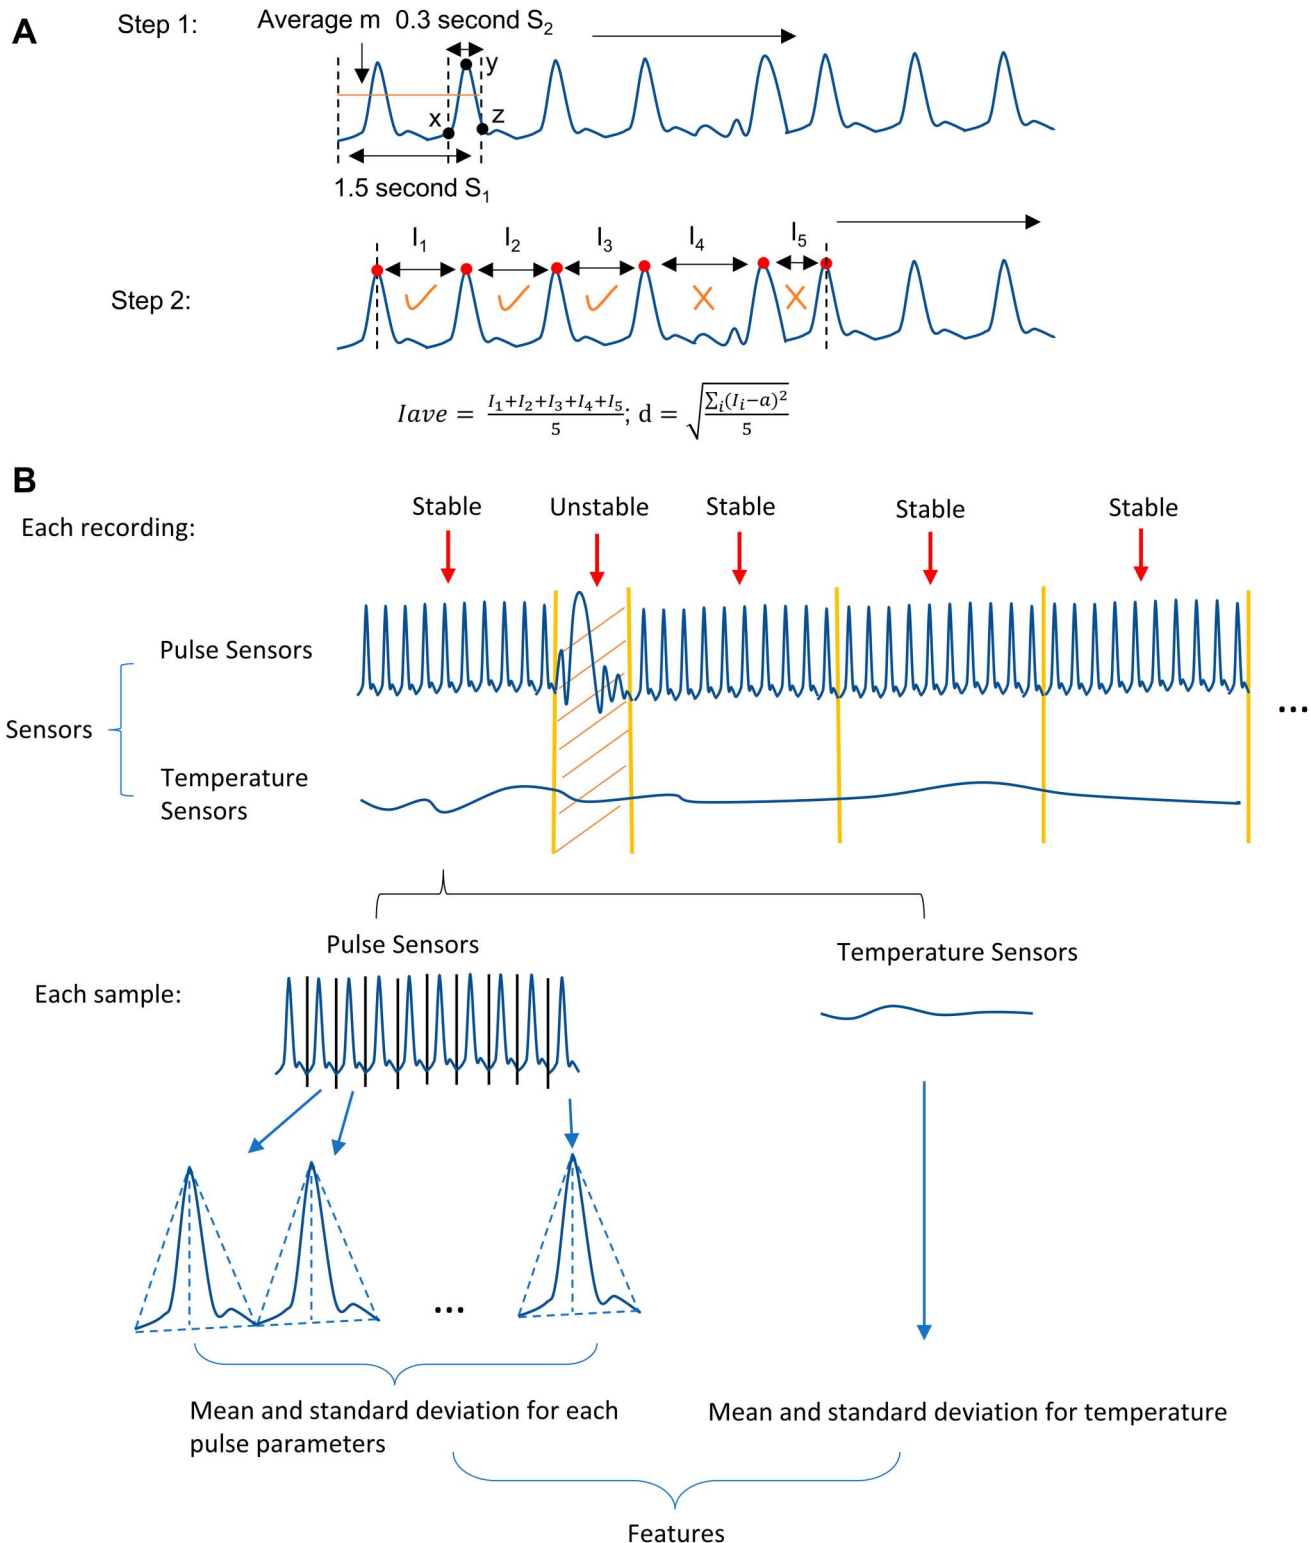 A
Step 1:
Average m 0.3 second S₂
y
x
z
1.5 second S₁
I₁
I₂
I₃
I₄
I₅
Step 2:
Iave = (I₁+I₂+I₃+I₄+I₅)/5; d = √(∑ᵢ(Iᵢ−a)²/5)
B
Each recording:
Stable
Unstable
Stable
Stable
Stable
Pulse Sensors
Sensors
...
Temperature
Sensors
Pulse Sensors
Temperature Sensors
Each sample:
...
Mean and standard deviation for each
pulse parameters
Mean and standard deviation for temperature
Features